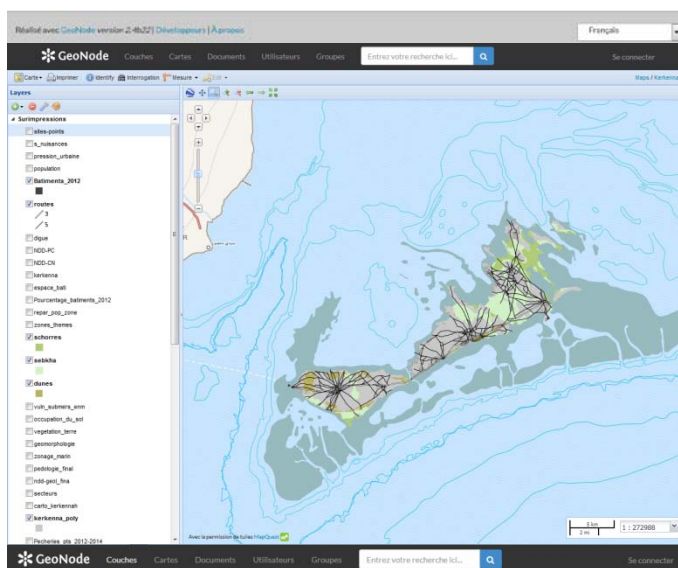 Réalisé avec GeoNode version 2.4b22 | Développeurs | À propos
Français
GeoNode Couches Cartes Documents Utilisateurs Groupes Entrez votre recherche ici... Se connecter
Carte Imprimer Identify Interrogation Mesure Edit Maps / Kerkenna
Layers
Surimpressions
sites-points
s_nuisances
pression_urbaine
population
Batiments_2012
routes
3
5
digue
NDD-PC
NDD-CN
kerkenna
espace_bati
Pourcentage_batiments_2012
repar_pop_zone
zones_themes
schorres
sebkha
dunes
vuln_submers_enm
occupation_du_sol
vegetation_terre
geomorphologie
zonage_marin
pedologie_final
ndd-geol_fina
secteurs
carto_kerkennah
kerkenna_poly
Pecheries_pts_2012-2014
Avec la permission de tuiles MapQuest
5 km
2 mi
1 : 272988
GeoNode Couches Cartes Documents Utilisateurs Groupes Entrez votre recherche ici... Se connecter